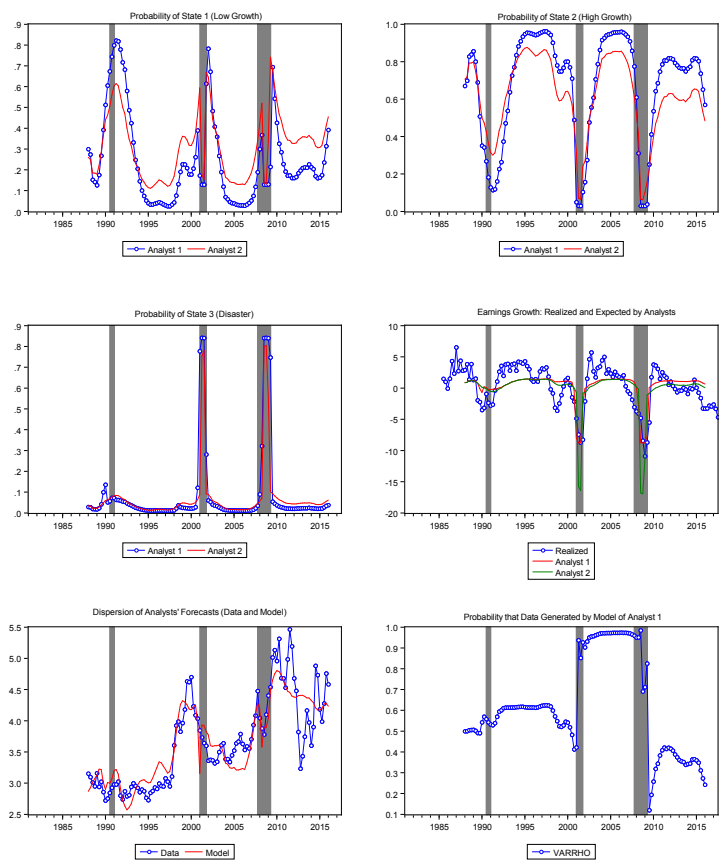 Probability of State 1 (Low Growth)
.9
.8
.7
.6
.5
.4
.3
.2
.1
.0
1985 1990 1995 2000 2005 2010 2015
Analyst 1 Analyst 2
Probability of State 2 (High Growth)
1.0
0.8
0.6
0.4
0.2
0.0
1985 1990 1995 2000 2005 2010 2015
Analyst 1 Analyst 2
Probability of State 3 (Disaster)
.9
.8
.7
.6
.5
.4
.3
.2
.1
.0
1985 1990 1995 2000 2005 2010 2015
Analyst 1 Analyst 2
Earnings Growth: Realized and Expected by Analysts
10
5
0
-5
-10
-15
-20
1985 1990 1995 2000 2005 2010 2015
Realized
Analyst 1
Analyst 2
Dispersion of Analysts' Forecasts (Data and Model)
5.5
5.0
4.5
4.0
3.5
3.0
2.5
1985 1990 1995 2000 2005 2010 2015
Data Model
Probability that Data Generated by Model of Analyst 1
1.0
0.9
0.8
0.7
0.6
0.5
0.4
0.3
0.2
0.1
1985 1990 1995 2000 2005 2010 2015
VARRHO